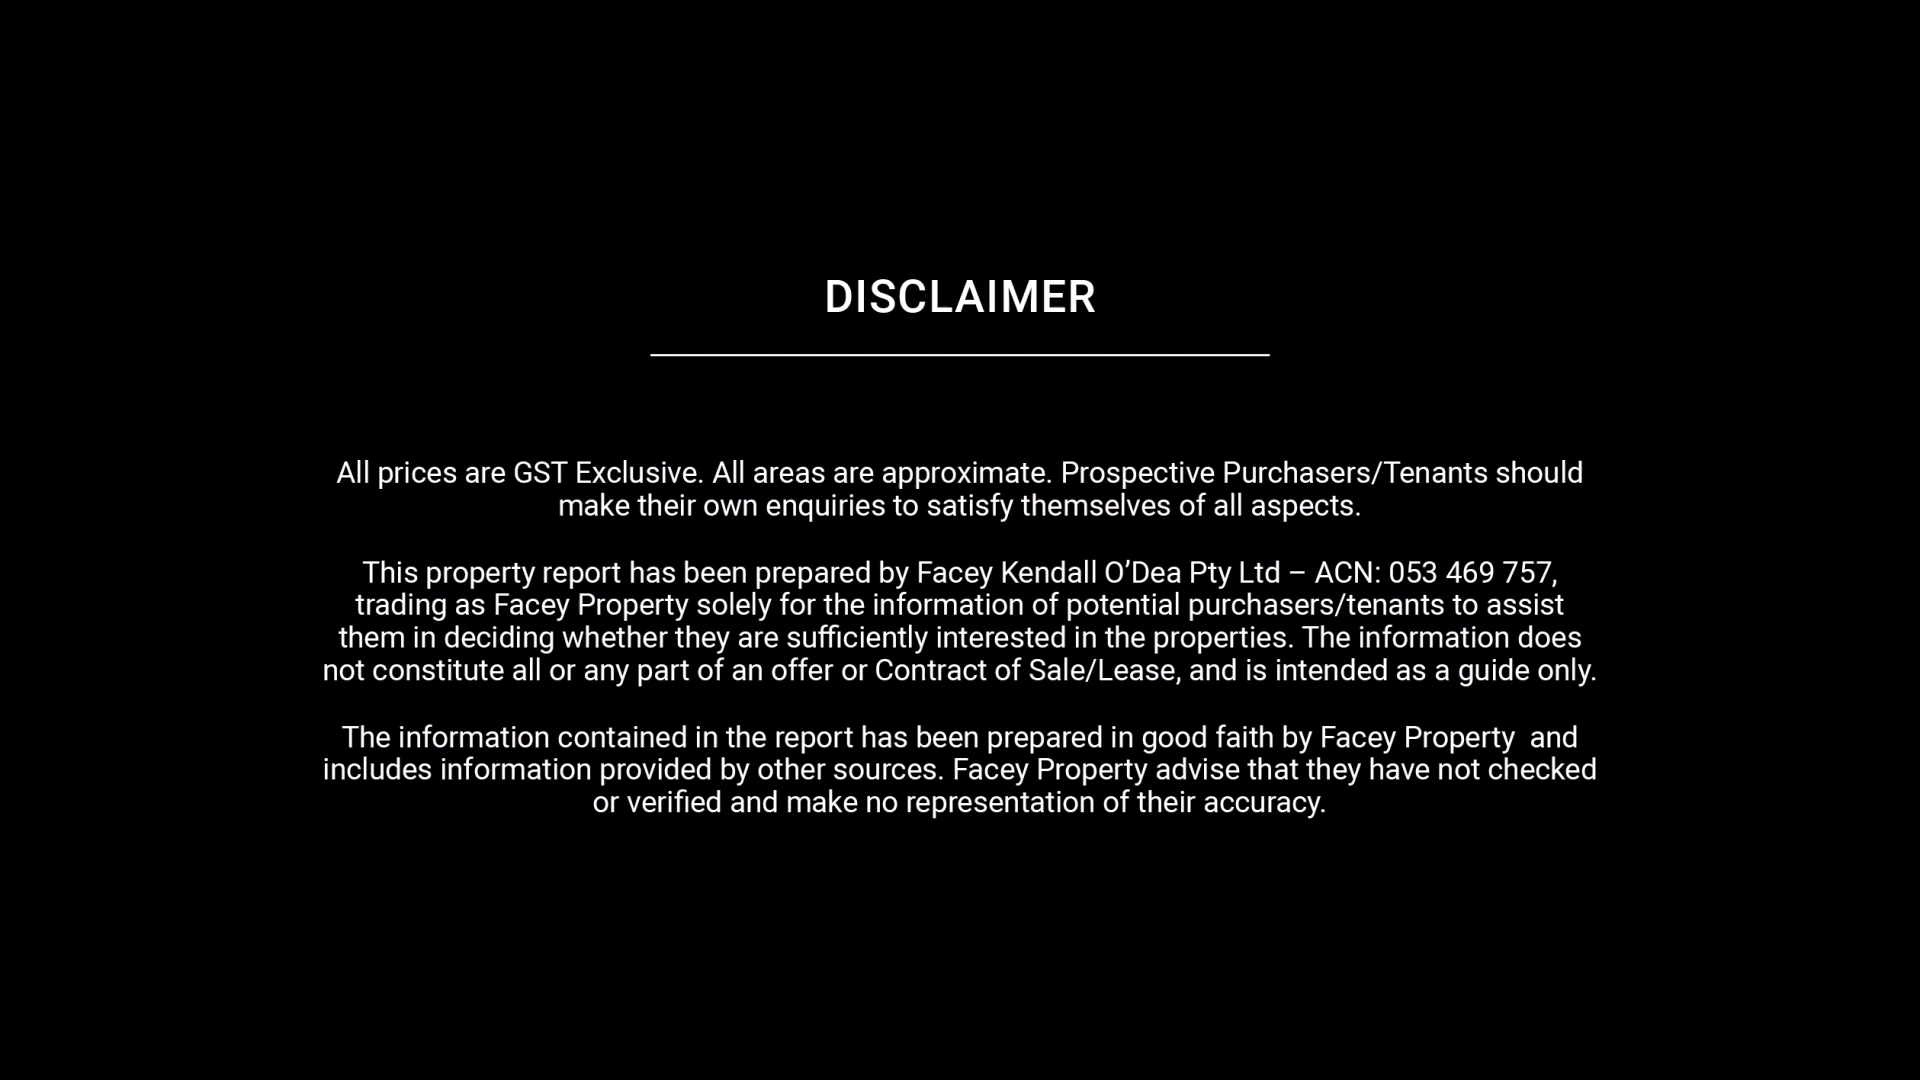 DISCLAIMER
All prices are GST Exclusive. All areas are approximate. Prospective Purchasers/Tenants should
make their own enquiries to satisfy themselves of all aspects.
This property report has been prepared by Facey Kendall O’Dea Pty Ltd – ACN: 053 469 757,
trading as Facey Property solely for the information of potential purchasers/tenants to assist
them in deciding whether they are sufficiently interested in the properties. The information does
not constitute all or any part of an offer or Contract of Sale/Lease, and is intended as a guide only.
The information contained in the report has been prepared in good faith by Facey Property  and
includes information provided by other sources. Facey Property advise that they have not checked
or verified and make no representation of their accuracy.